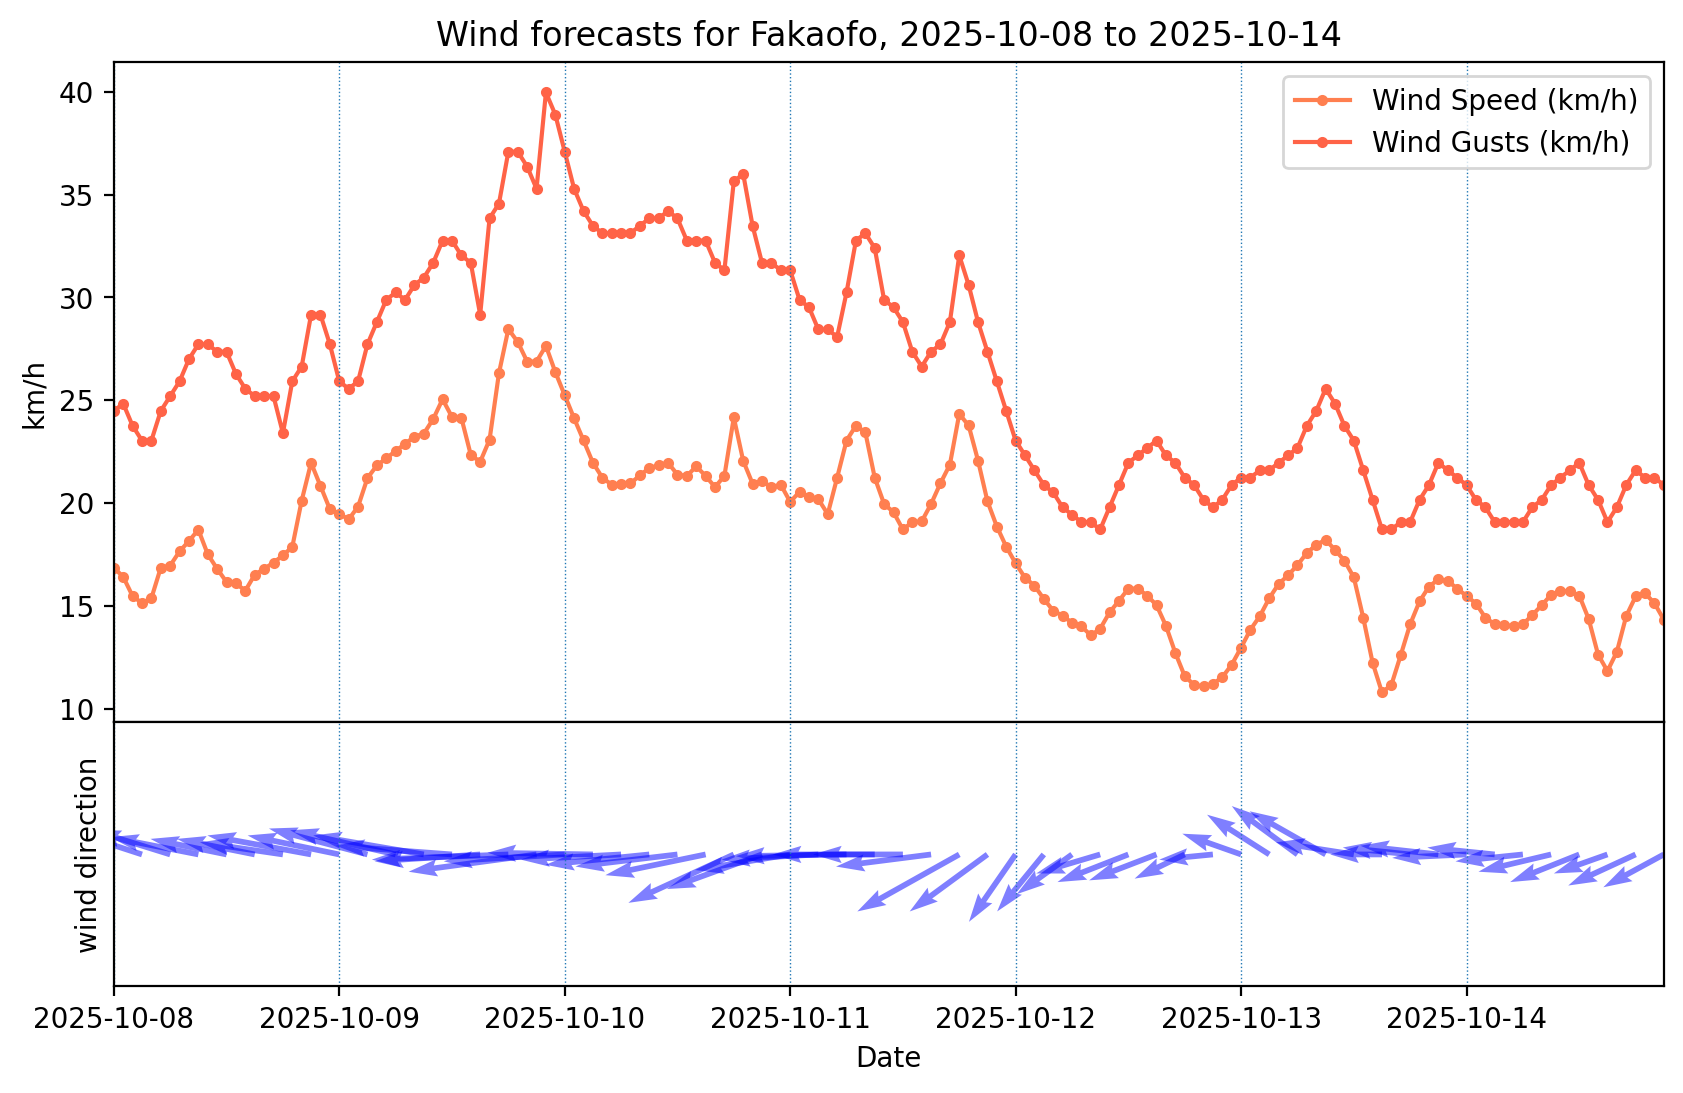 Wind forecasts for Fakaofo, 2025-10-08 to 2025-10-14
Wind Speed (km/h)
Wind Gusts (km/h)
km/h
40
35
30
25
20
15
10
wind direction
2025-10-08
2025-10-09
2025-10-10
2025-10-11
2025-10-12
2025-10-13
2025-10-14
Date